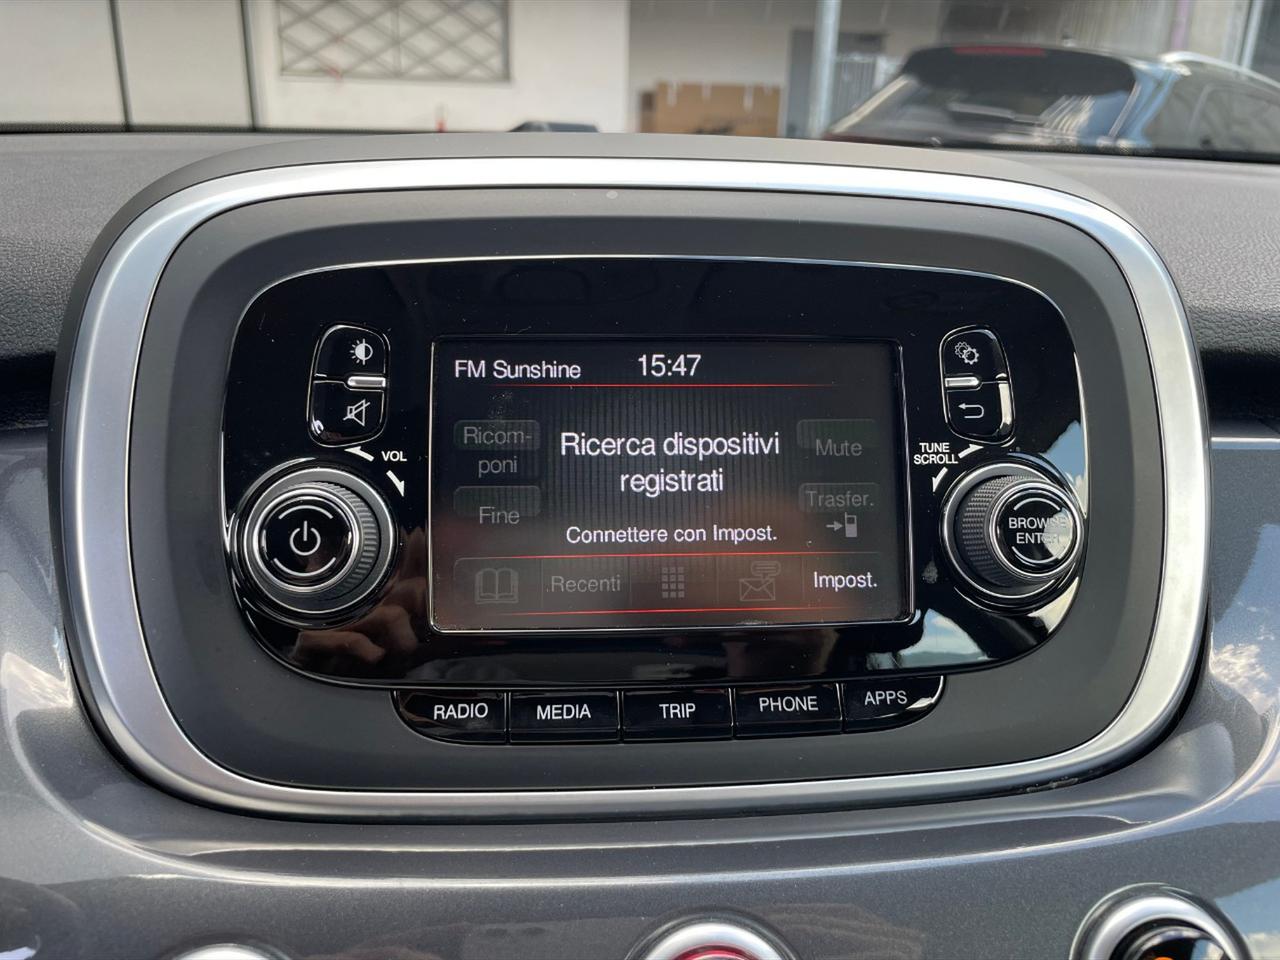 FM Sunshine 15:47
Ricom-
poni
Ricerca dispositivi
registrati
Mute
Fine
Trasfer.
Connettere con Impost.
Recenti
Impost.
VOL
TUNE
SCROLL
BROWSE
ENTER
RADIO MEDIA TRIP PHONE APPS